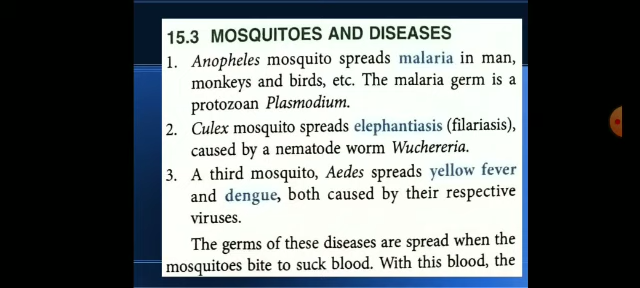 15.3 MOSQUITOES AND DISEASES
1. Anopheles mosquito spreads malaria in man,
monkeys and birds, etc. The malaria germ is a
protozoan Plasmodium.
2. Culex mosquito spreads elephantiasis (filariasis),
caused by a nematode worm Wuchereria.
3. A third mosquito, Aedes spreads yellow fever
and dengue, both caused by their respective
viruses.
The germs of these diseases are spread when the
mosquitoes bite to suck blood. With this blood, the